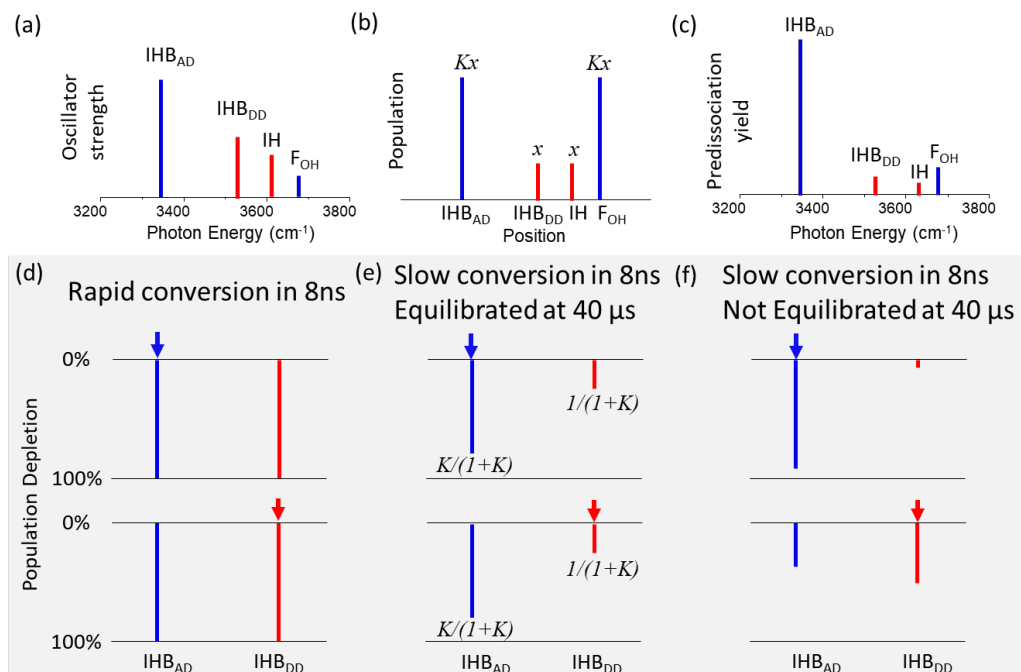 (a)
IHB_AD
IHB_DD
IH
F_OH
Oscillator
strength
3200
3400
3600
3800
Photon Energy (cm⁻¹)
(b)
Kx
x
x
Kx
Population
IHB_AD
IHB_DD
IH
F_OH
Position
(c)
IHB_AD
IHB_DD
IH
F_OH
Predissociation
yield
3200
3400
3600
3800
Photon Energy (cm⁻¹)
(d)
Rapid conversion in 8ns
(e)
Slow conversion in 8ns
Equilibrated at 40 µs
(f)
Slow conversion in 8ns
Not Equilibrated at 40 µs
Population Depletion
0%
100%
0%
100%
1/(1+K)
K/(1+K)
1/(1+K)
K/(1+K)
IHB_AD
IHB_DD
IHB_AD
IHB_DD
IHB_AD
IHB_DD